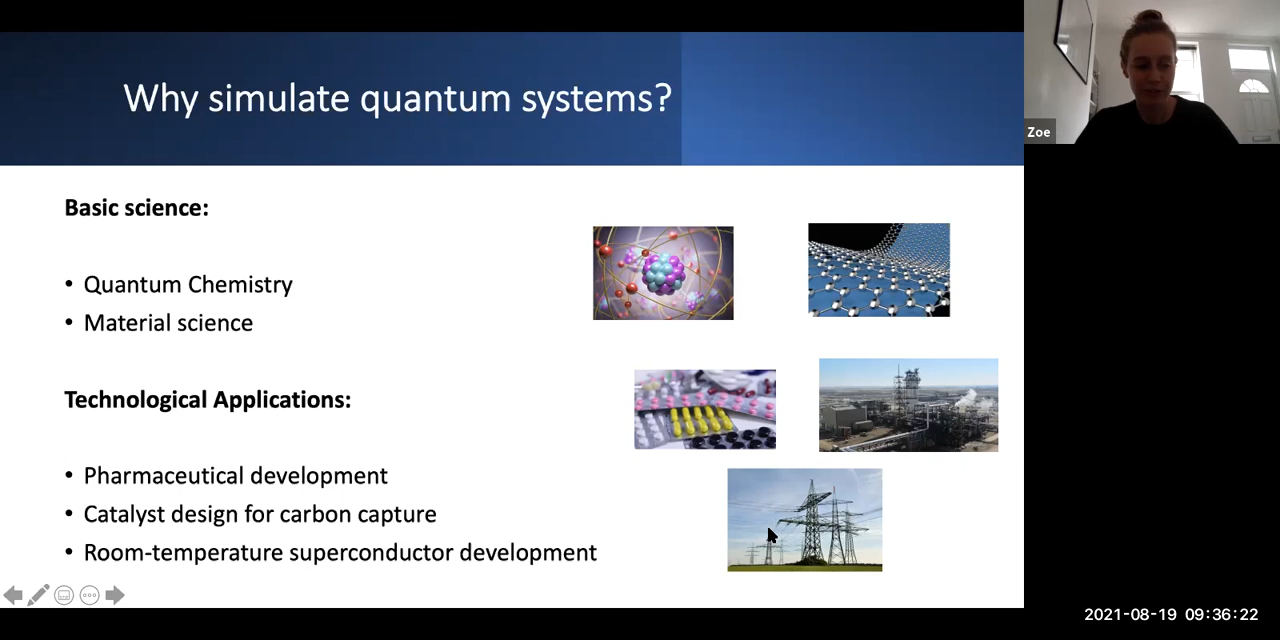 Why simulate quantum systems?
Zoe
Basic science:
• Quantum Chemistry
• Material science
Technological Applications:
• Pharmaceutical development
• Catalyst design for carbon capture
• Room-temperature superconductor development
2021-08-19 09:36:22